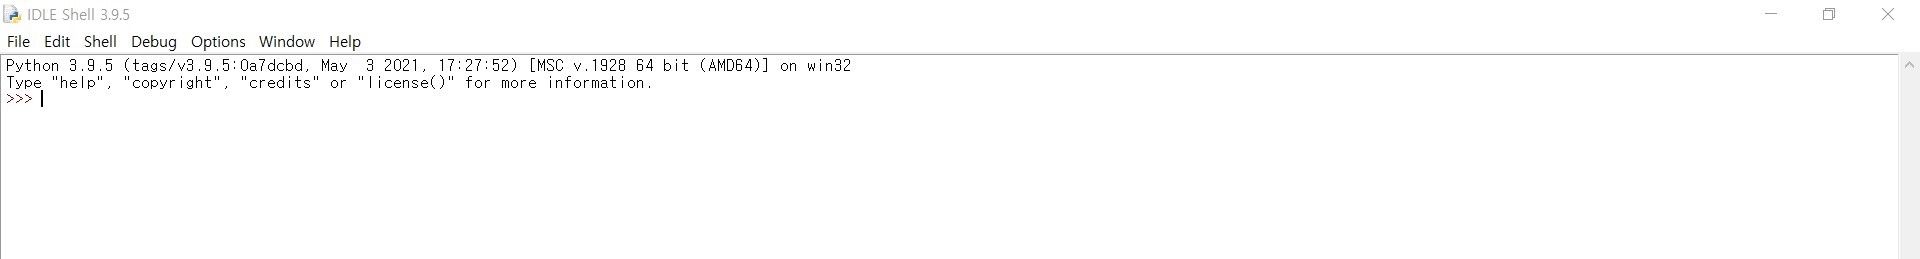 IDLE Shell 3.9.5
File Edit Shell Debug Options Window Help
Python 3.9.5 (tags/v3.9.5:0a7dcbd, May  3 2021, 17:27:52) [MSC v.1928 64 bit (AMD64)] on win32
Type "help", "copyright", "credits" or "license()" for more information.
>>>